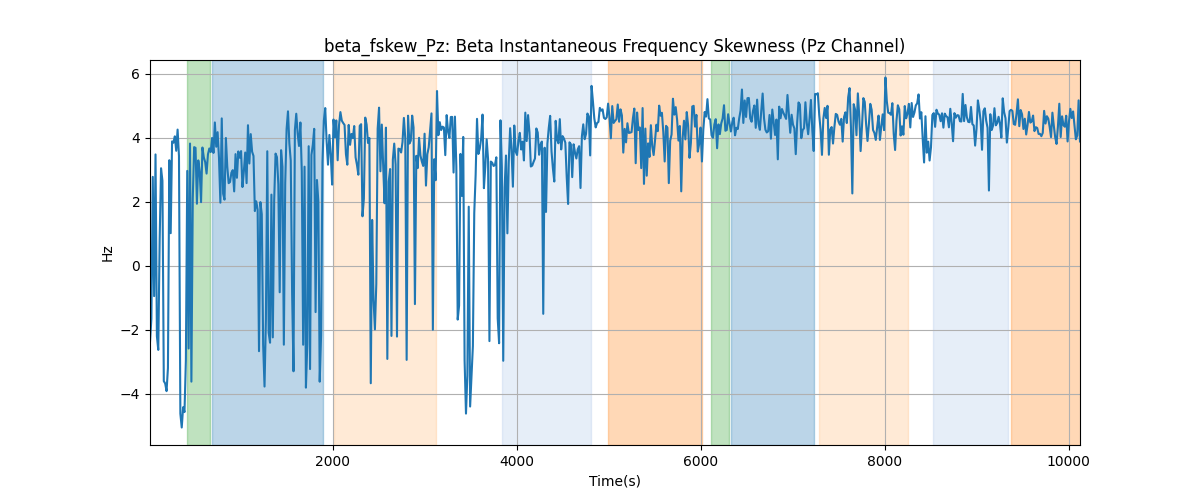 beta_fskew_Pz: Beta Instantaneous Frequency Skewness (Pz Channel)
6
4
2
0
−2
−4
Hz
2000 4000 6000 8000 10000
Time(s)